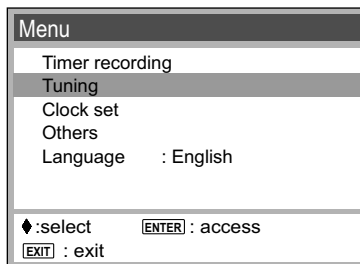 Menu
Timer recording
Tuning
Clock set
Others
Language : English
♦:select ENTER : access
EXIT : exit